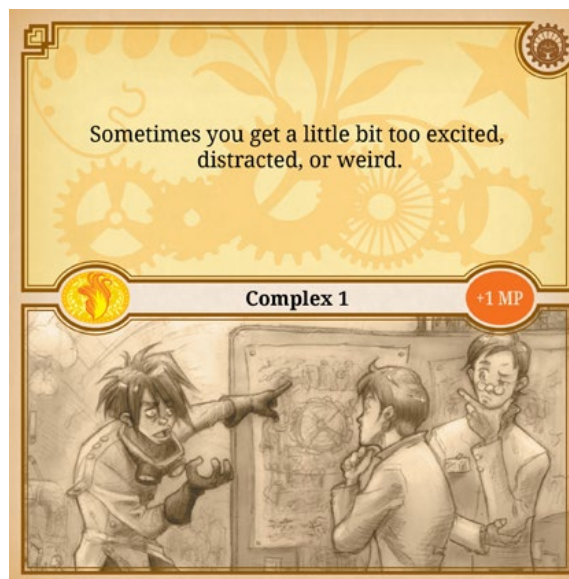 Sometimes you get a little bit too excited,
distracted, or weird.
Complex 1
+1 MP